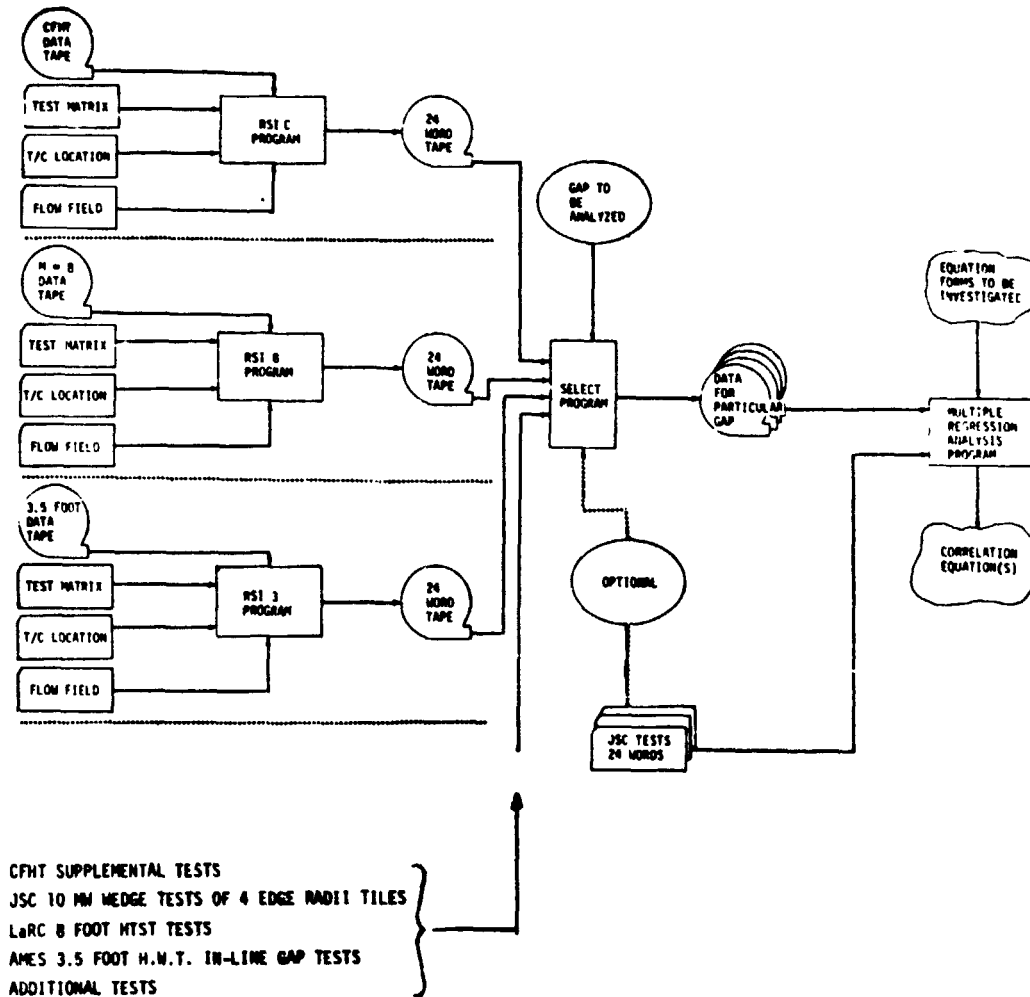 CFHT
DATA
TAPE
TEST MATRIX
T/C LOCATION
FLOW FIELD
RSI C
PROGRAM
24
WORD
TAPE
GAP TO
BE
ANALYZED
M = 8
DATA
TAPE
TEST MATRIX
T/C LOCATION
FLOW FIELD
RSI 8
PROGRAM
24
WORD
TAPE
SELECT
PROGRAM
DATA
FOR
PARTICULAR
GAP
EQUATION
FORMS TO BE
INVESTIGATED
MULTIPLE
REGRESSION
ANALYSIS
PROGRAM
CORRELATION
EQUATION(S)
3.5 FOOT
DATA
TAPE
TEST MATRIX
T/C LOCATION
FLOW FIELD
RSI 3
PROGRAM
24
WORD
TAPE
OPTIONAL
JSC TESTS
24 WORDS
CFHT SUPPLEMENTAL TESTS
JSC 10 MW WEDGE TESTS OF 4 EDGE RADII TILES
LaRC 8 FOOT HTST TESTS
AMES 3.5 FOOT H.W.T. IN-LINE GAP TESTS
ADDITIONAL TESTS